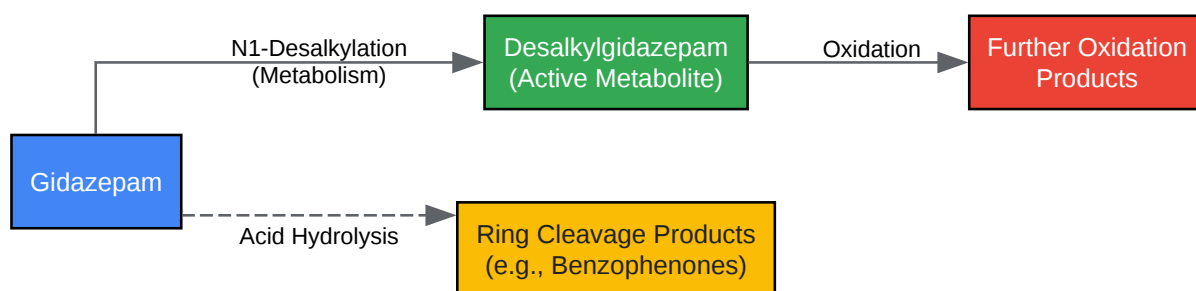 N1-Desalkylation
(Metabolism)
Desalkylgidazepam
(Active Metabolite)
Oxidation
Further Oxidation
Products
Gidazepam
Acid Hydrolysis
Ring Cleavage Products
(e.g., Benzophenones)